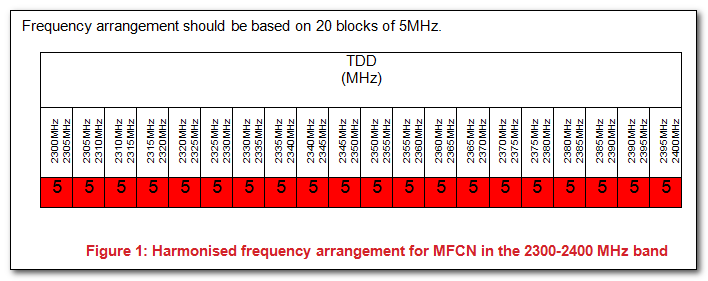 Frequency arrangement should be based on 20 blocks of 5MHz.
TDD
(MHz)
2300MHz
2305MHz
2305MHz
2310MHz
2310MHz
2315MHz
2315MHz
2320MHz
2320MHz
2325MHz
2325MHz
2330MHz
2330MHz
2335MHz
2335MHz
2340MHz
2340MHz
2345MHz
2345MHz
2350MHz
2350MHz
2355MHz
2355MHz
2360MHz
2360MHz
2365MHz
2365MHz
2370MHz
2370MHz
2375MHz
2375MHz
2380MHz
2380MHz
2385MHz
2385MHz
2390MHz
2390MHz
2395MHz
2395MHz
2400MHz
5 5 5 5 5 5 5 5 5 5 5 5 5 5 5 5 5 5 5 5
Figure 1: Harmonised frequency arrangement for MFCN in the 2300-2400 MHz band